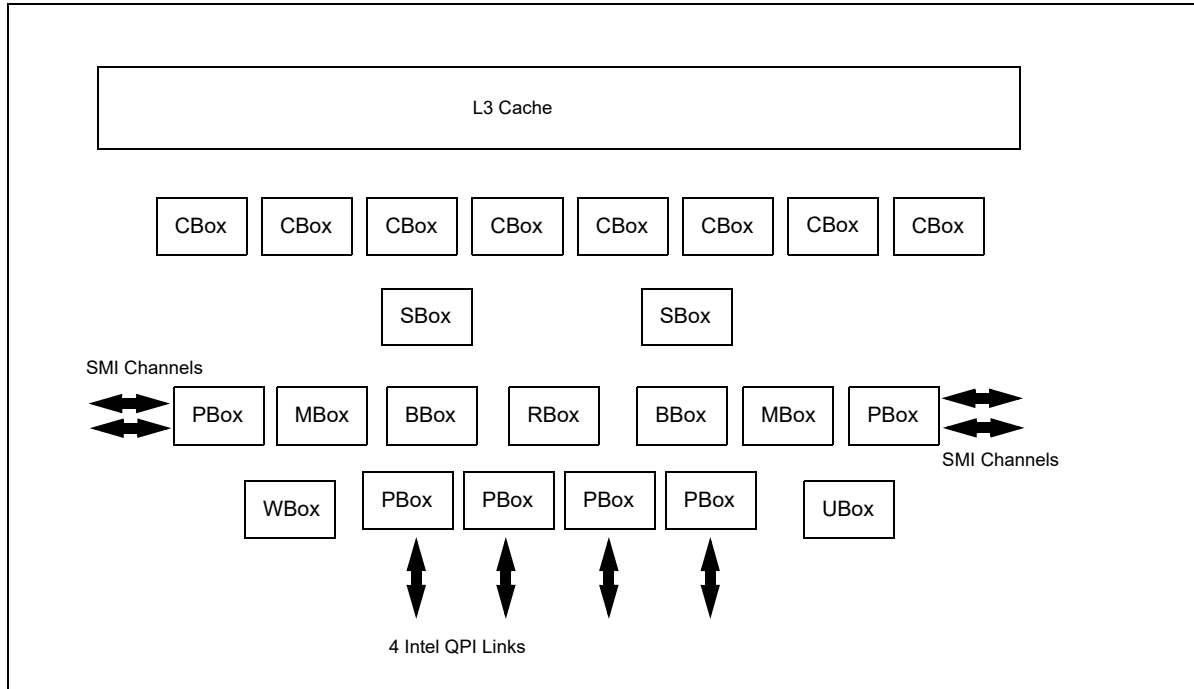 L3 Cache
CBox CBox CBox CBox CBox CBox CBox CBox
SBox SBox
SMI Channels
PBox MBox BBox RBox BBox MBox PBox
SMI Channels
WBox PBox PBox PBox PBox UBox
4 Intel QPI Links